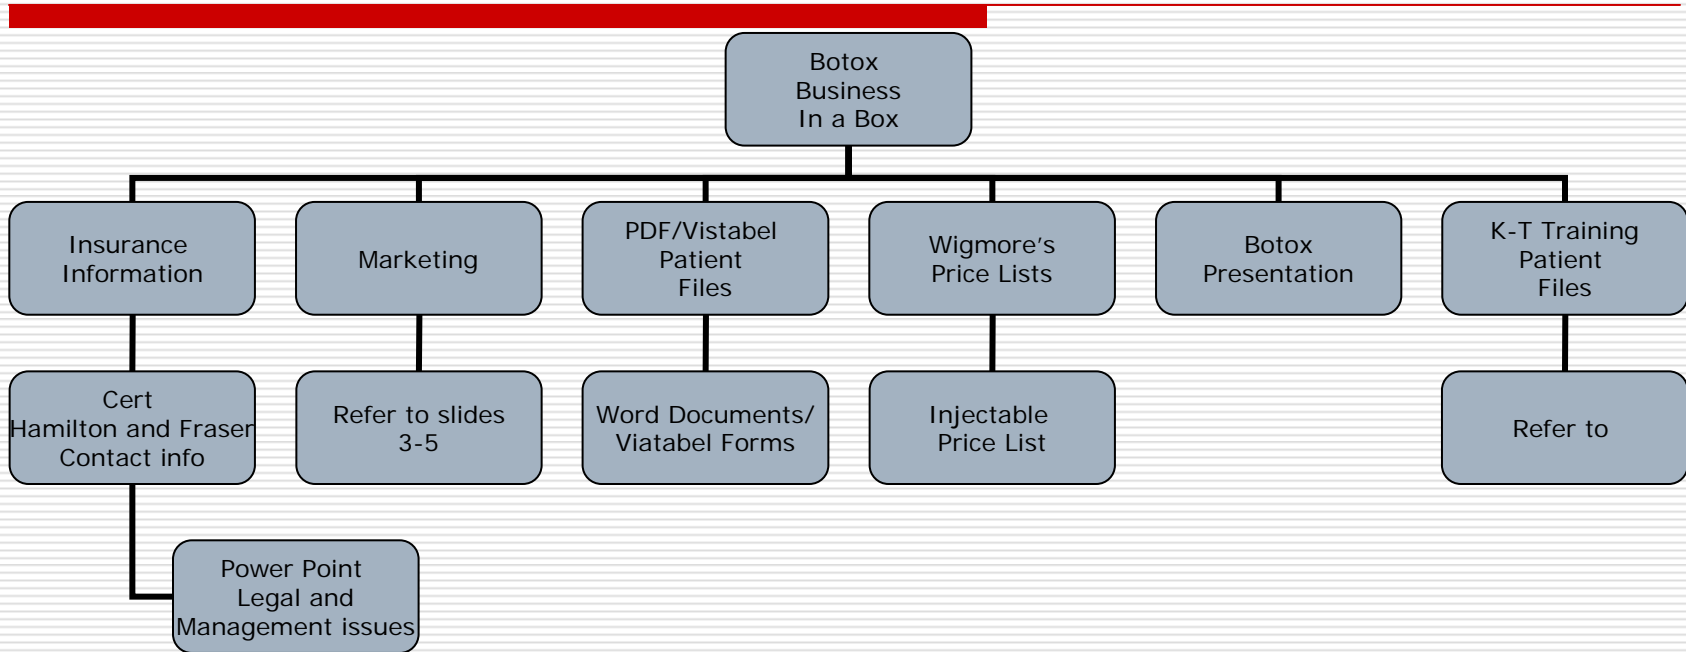 Botox
Business
In a Box
Insurance
Information
Marketing
PDF/Vistabel
Patient
Files
Wigmore's
Price Lists
Botox
Presentation
K-T Training
Patient
Files
Cert
Hamilton and Fraser
Contact info
Refer to slides
3-5
Word Documents/
Viatabel Forms
Injectable
Price List
Refer to
Power Point
Legal and
Management issues